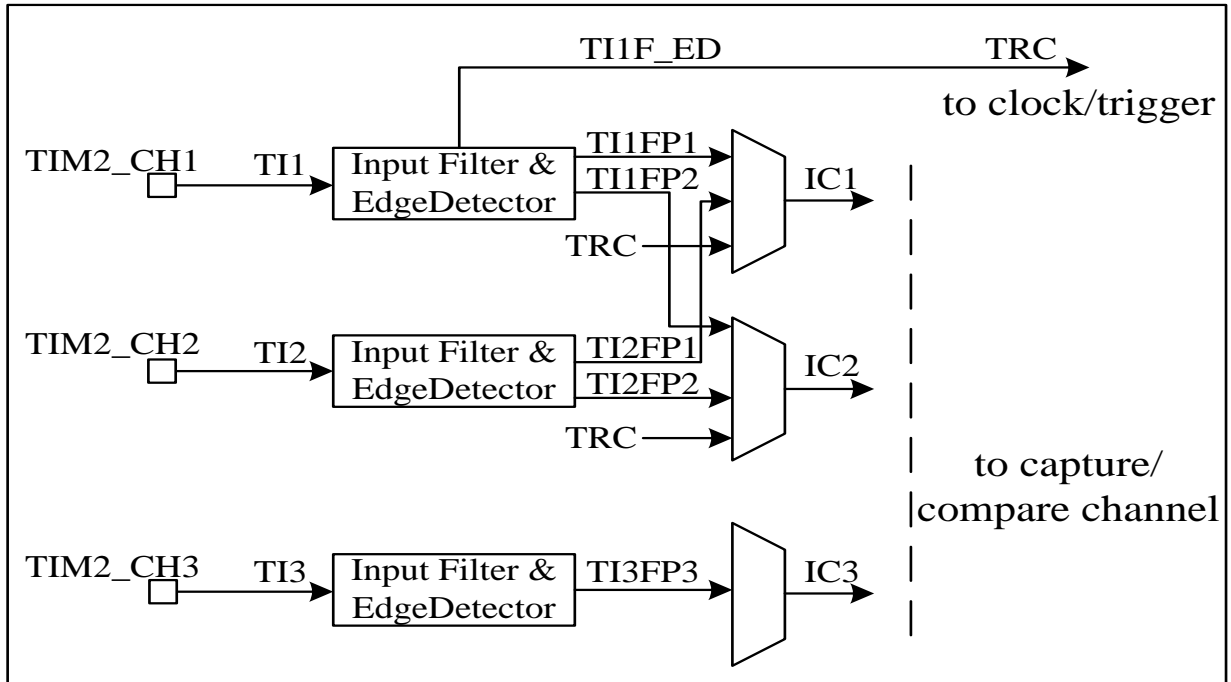 TI1F_ED
TRC
to clock/trigger
TIM2_CH1
TI1
Input Filter &
EdgeDetector
TI1FP1
TI1FP2
TRC
IC1
TIM2_CH2
TI2
Input Filter &
EdgeDetector
TI2FP1
TI2FP2
TRC
IC2
to capture/
compare channel
TIM2_CH3
TI3
Input Filter &
EdgeDetector
TI3FP3
IC3